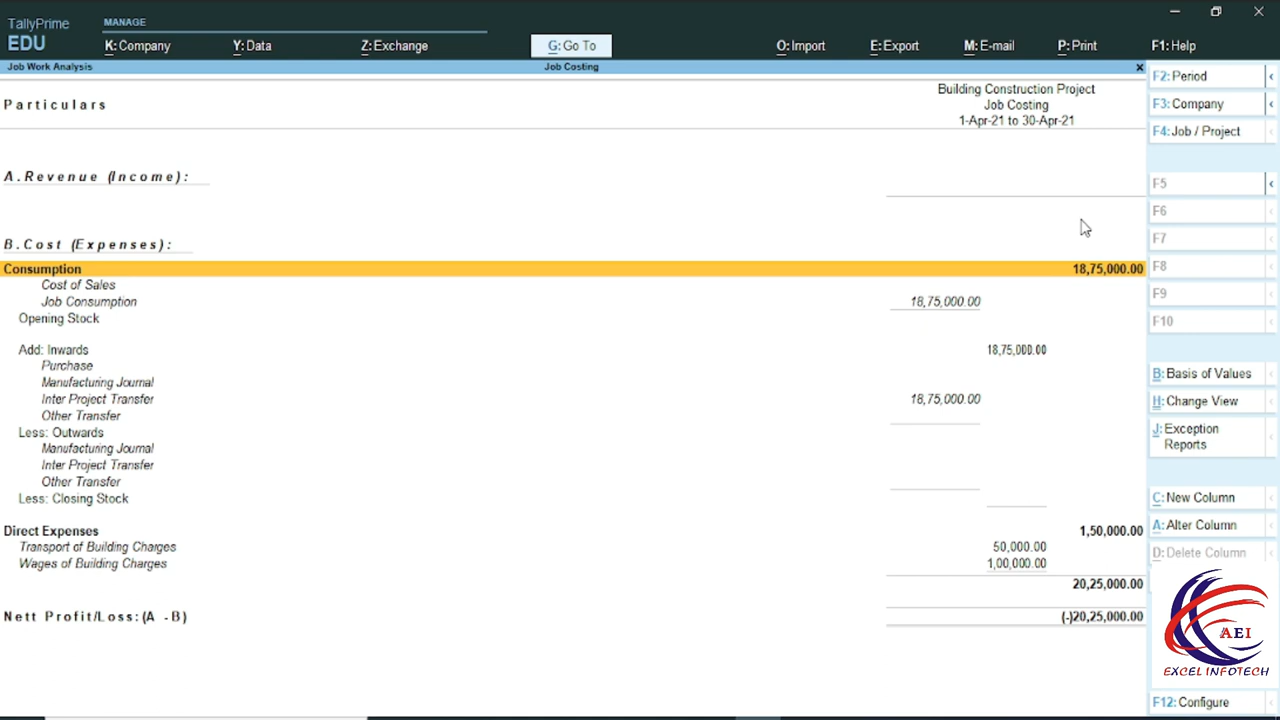 TallyPrime
EDU
MANAGE
K: Company
Y: Data
Z: Exchange
G: Go To
O: Import
E: Export
M: E-mail
P: Print
F1: Help
Job Work Analysis
Job Costing
Particulars
Building Construction Project
Job Costing
1-Apr-21 to 30-Apr-21
A. Revenue (Income):
B. Cost (Expenses):
Consumption 18,75,000.00
Cost of Sales
Job Consumption 18,75,000.00
Opening Stock
Add: Inwards 18,75,000.00
Purchase
Manufacturing Journal
Inter Project Transfer 18,75,000.00
Other Transfer
Less: Outwards
Manufacturing Journal
Inter Project Transfer
Other Transfer
Less: Closing Stock
Direct Expenses 1,50,000.00
Transport of Building Charges 50,000.00
Wages of Building Charges 1,00,000.00
20,25,000.00
Nett Profit/Loss:(A - B) (-)20,25,000.00
F2: Period
F3: Company
F4: Job / Project
F5
F6
F7
F8
F9
F10
B: Basis of Values
H: Change View
J: Exception
Reports
C: New Column
A: Alter Column
D: Delete Column
AEI
EXCEL INFOTECH
F12: Configure